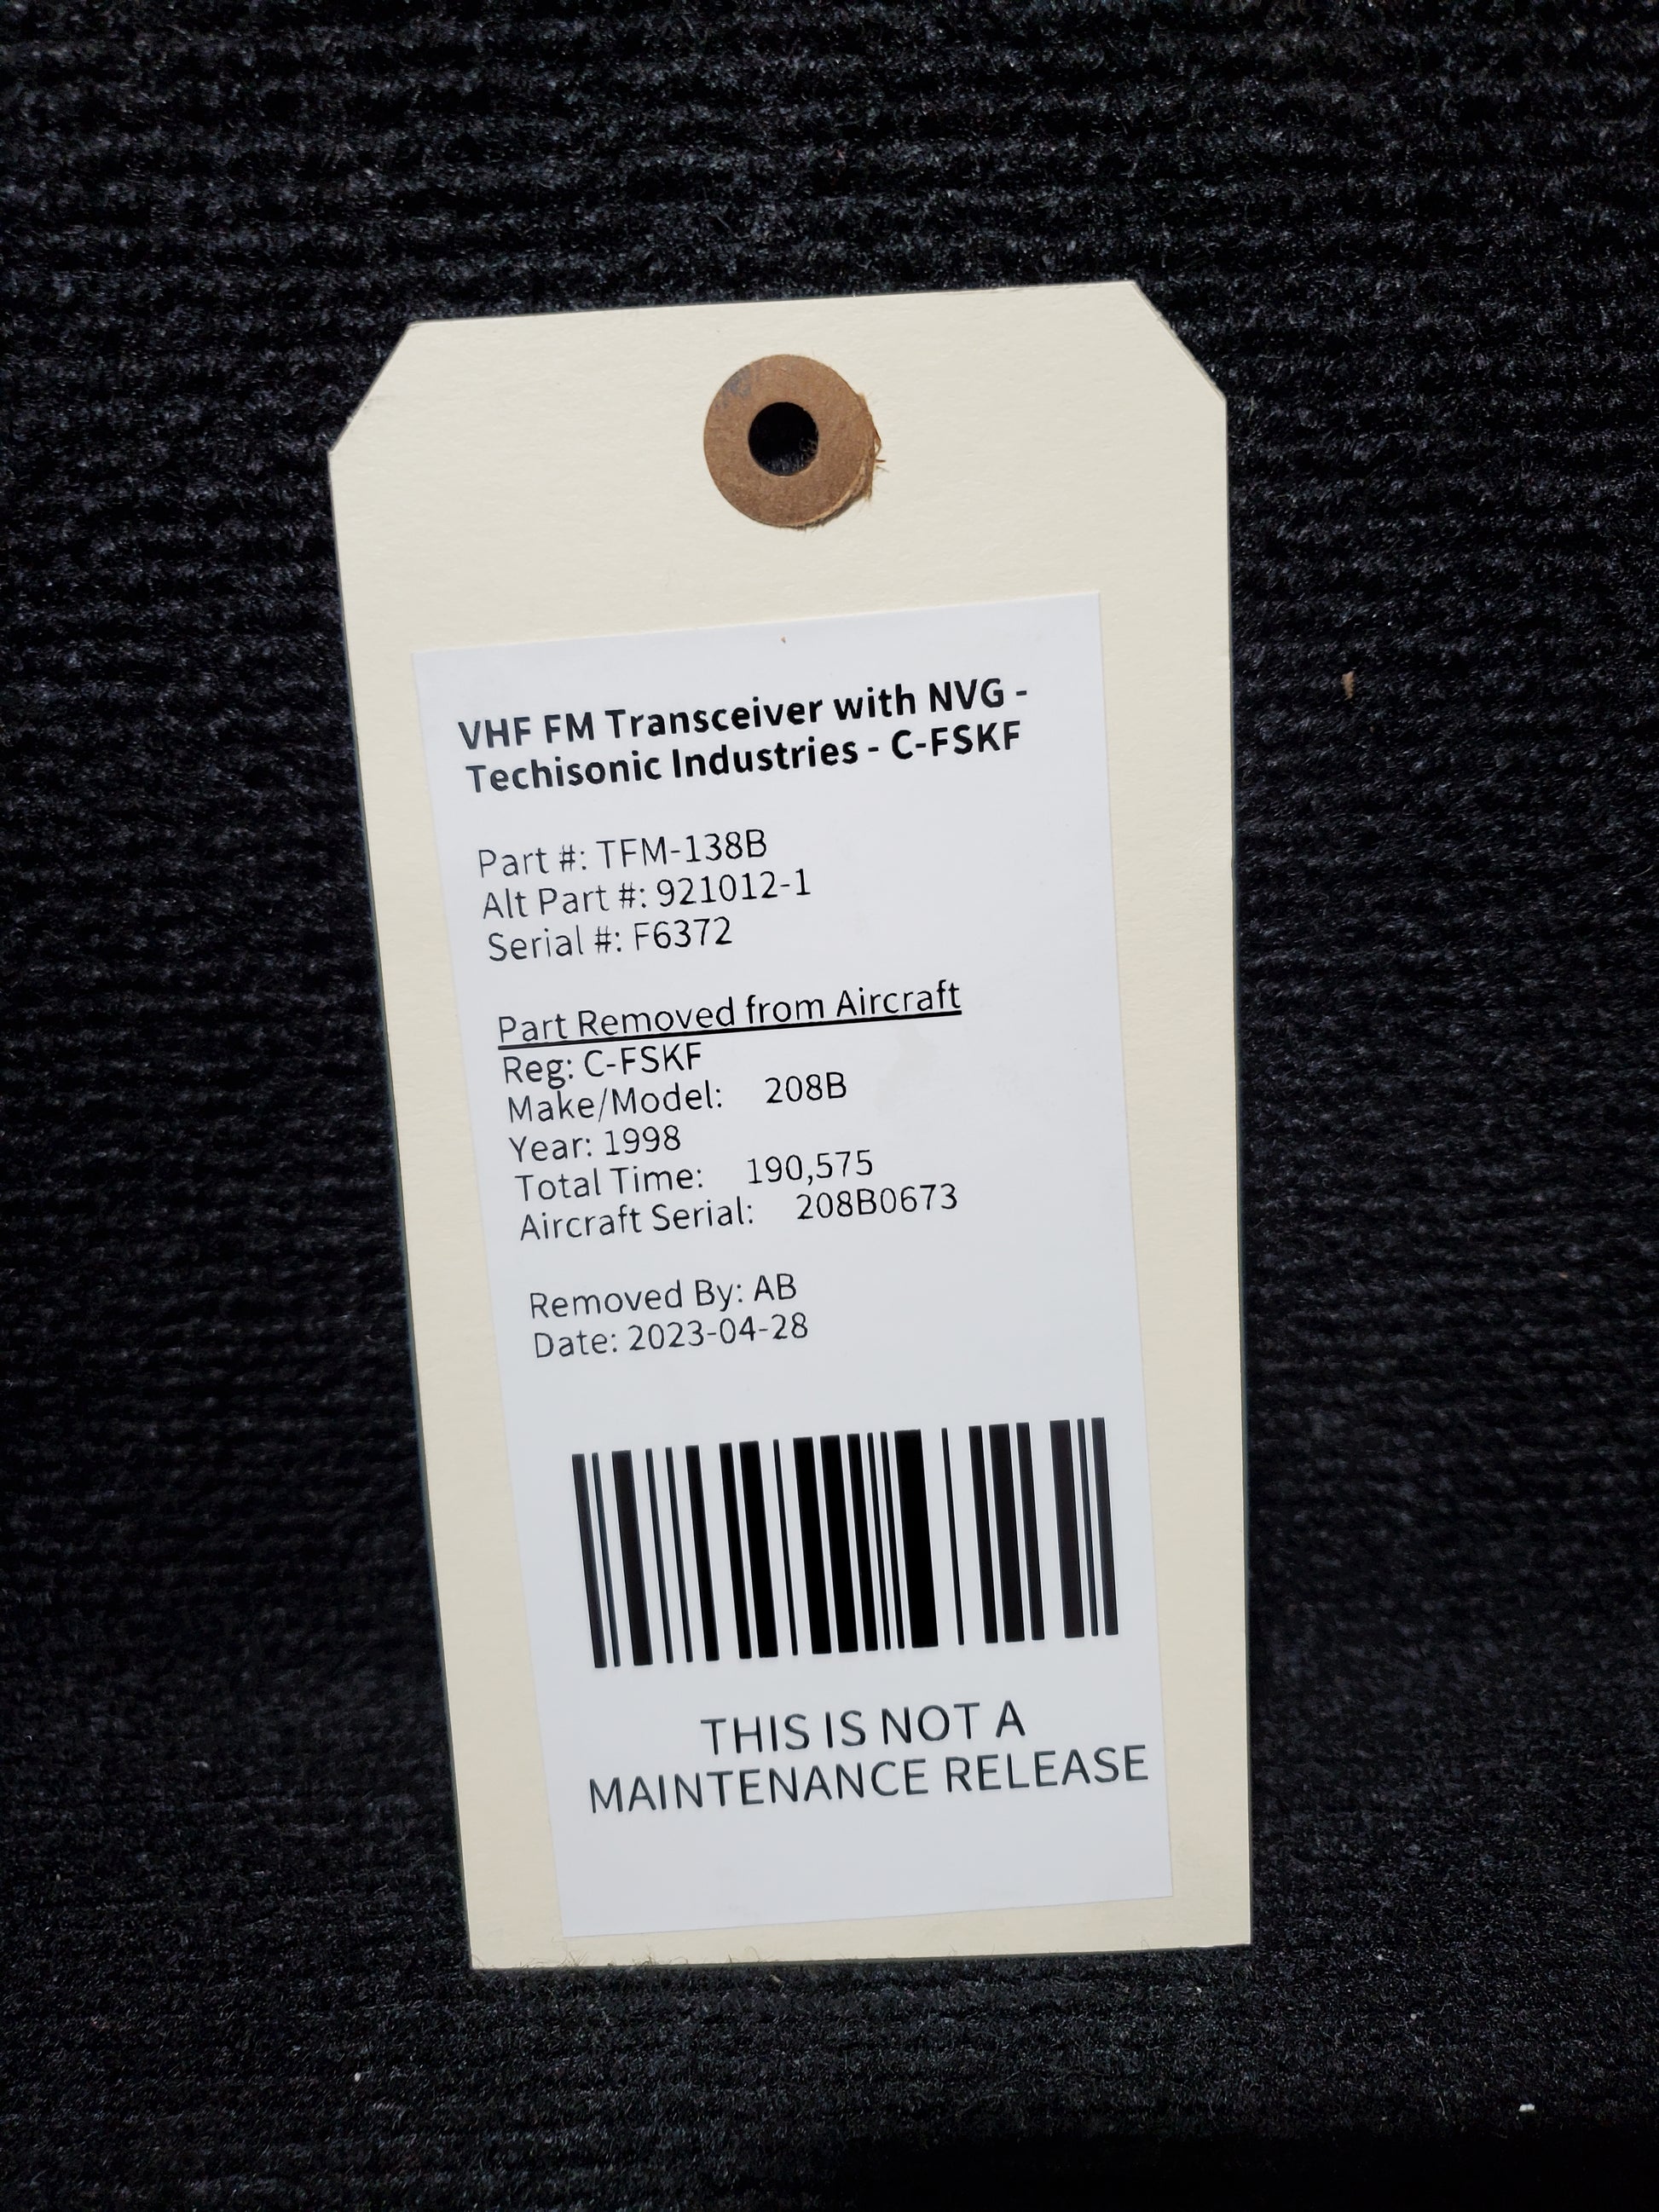 VHF FM Transceiver with NVG -
Techisonic Industries - C-FSKF
Part #: TFM-138B
Alt Part #: 921012-1
Serial #: F6372
Part Removed from Aircraft
Reg: C-FSKF
Make/Model: 208B
Year: 1998
Total Time: 190,575
Aircraft Serial: 208B0673
Removed By: AB
Date: 2023-04-28
THIS IS NOT A
MAINTENANCE RELEASE